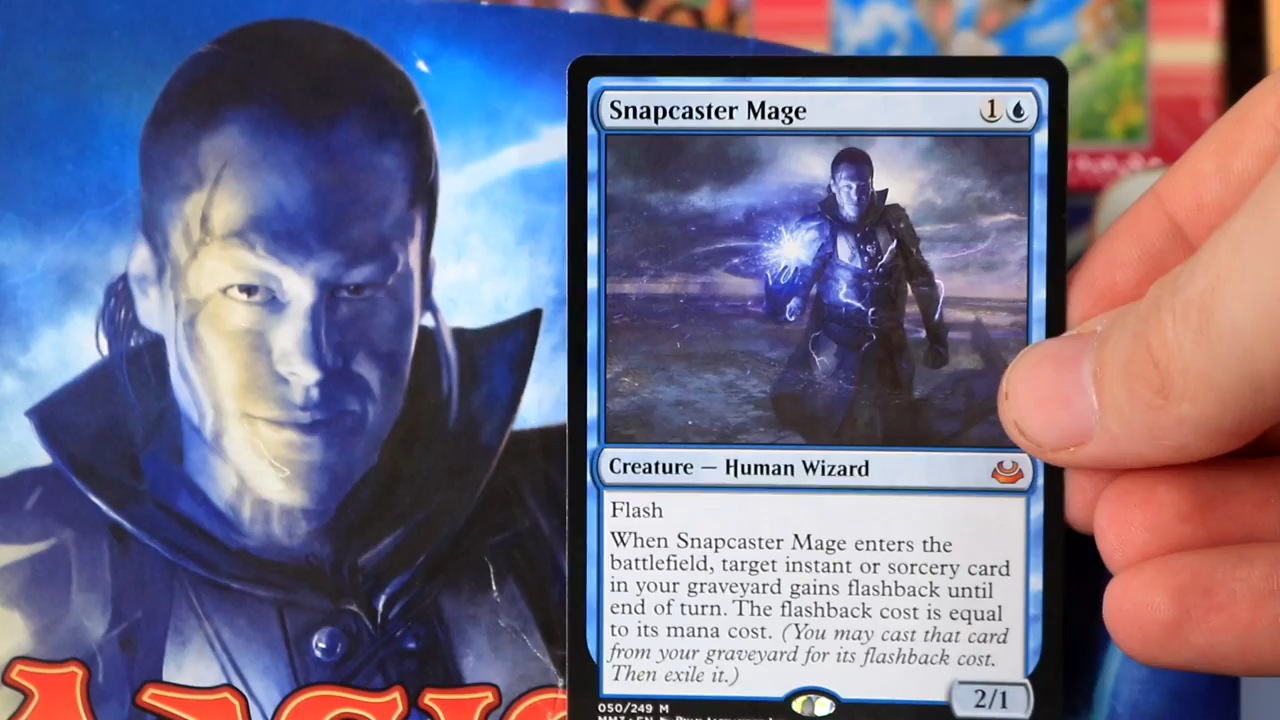 Snapcaster Mage 1
Creature — Human Wizard
Flash
When Snapcaster Mage enters the
battlefield, target instant or sorcery card
in your graveyard gains flashback until
end of turn. The flashback cost is equal
to its mana cost. (You may cast that card
from your graveyard for its flashback cost.
Then exile it.)
2/1
050/249 M